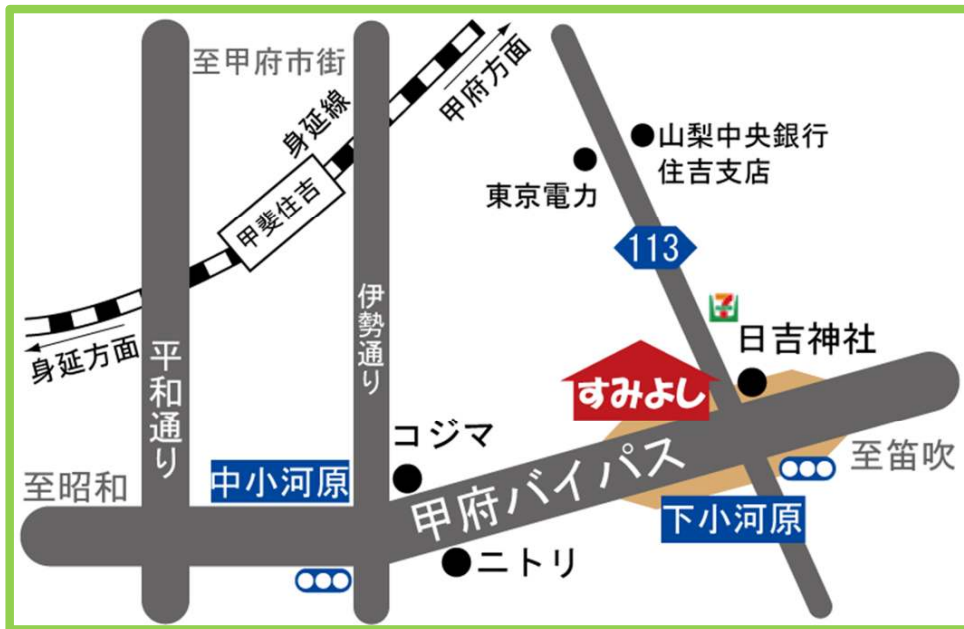 至甲府市街
身延線
甲府方面
甲斐住吉
山梨中央銀行
住吉支店
東京電力
113
伊勢通り
7
日吉神社
身延方面
平和通り
すみよし
コジマ
至昭和
中小河原
甲府バイパス
至笛吹
下小河原
ニトリ